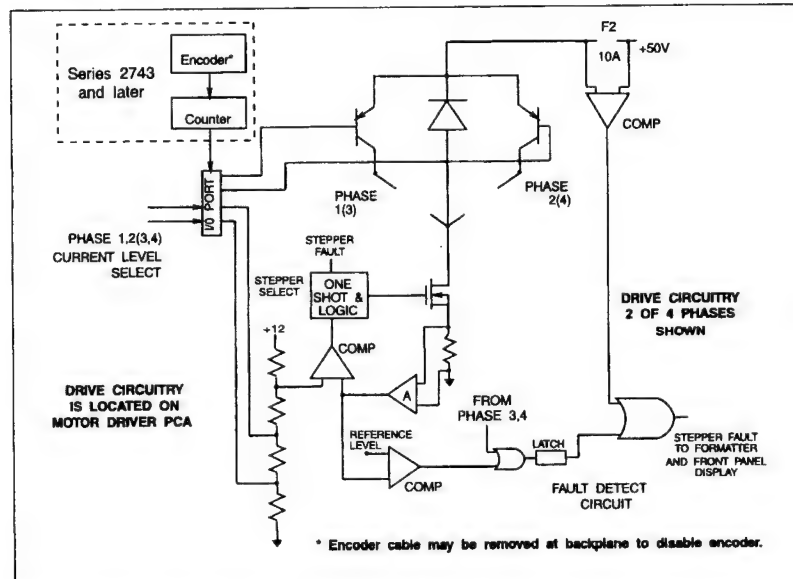 F2
10A
+50V
COMP
Series 2743
and later
Encoder*
Counter
I/O PORT
PHASE
1(3)
PHASE
2(4)
PHASE 1,2(3,4)
CURRENT LEVEL
SELECT
STEPPER
FAULT
STEPPER
SELECT
ONE
SHOT &
LOGIC
DRIVE CIRCUITRY
2 OF 4 PHASES
SHOWN
+12
COMP
DRIVE CIRCUITRY
IS LOCATED ON
MOTOR DRIVER PCA
A
FROM
PHASE 3,4
REFERENCE
LEVEL
COMP
LATCH
STEPPER FAULT
TO FORMATTER
AND FRONT PANEL
DISPLAY
FAULT DETECT
CIRCUIT
* Encoder cable may be removed at backplane to disable encoder.